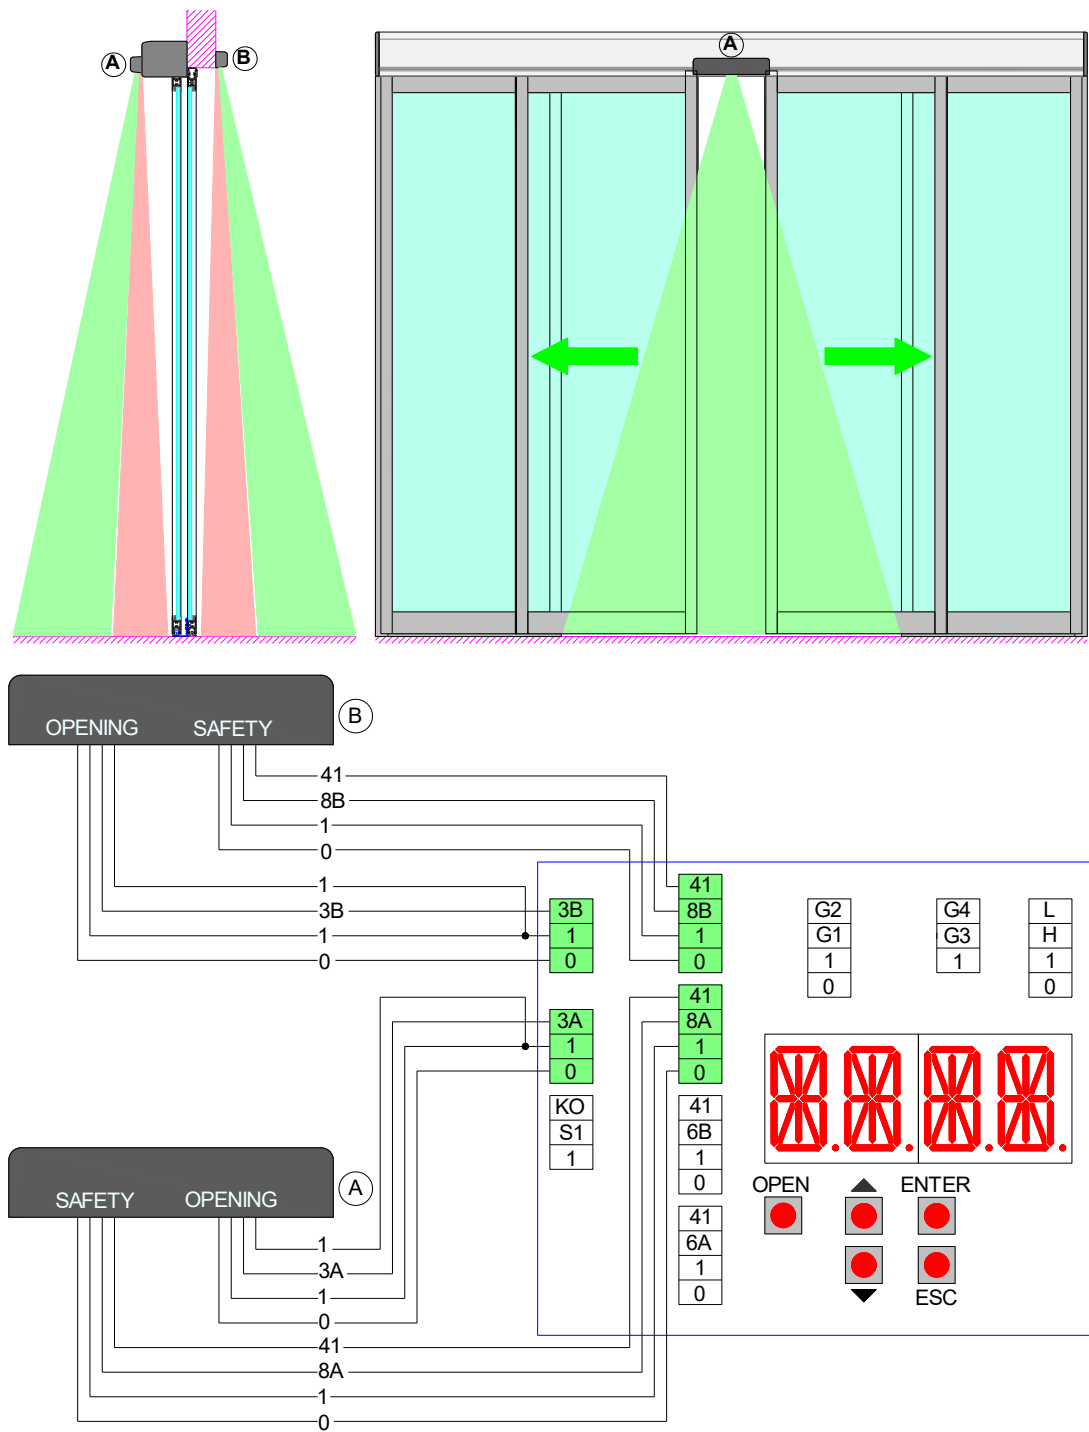 A
B
A
OPENING SAFETY
B
41
8B
1
0
1
3B
1
0
41
8B
1
0
3B
1
0
G2
G1
1
0
G4
G3
1
L
H
1
0
41
8A
1
0
3A
1
0
KO
S1
1
41
6B
1
0
41
6A
1
0
OPEN
ENTER
ESC
SAFETY OPENING
A
1
3A
1
0
41
8A
1
0